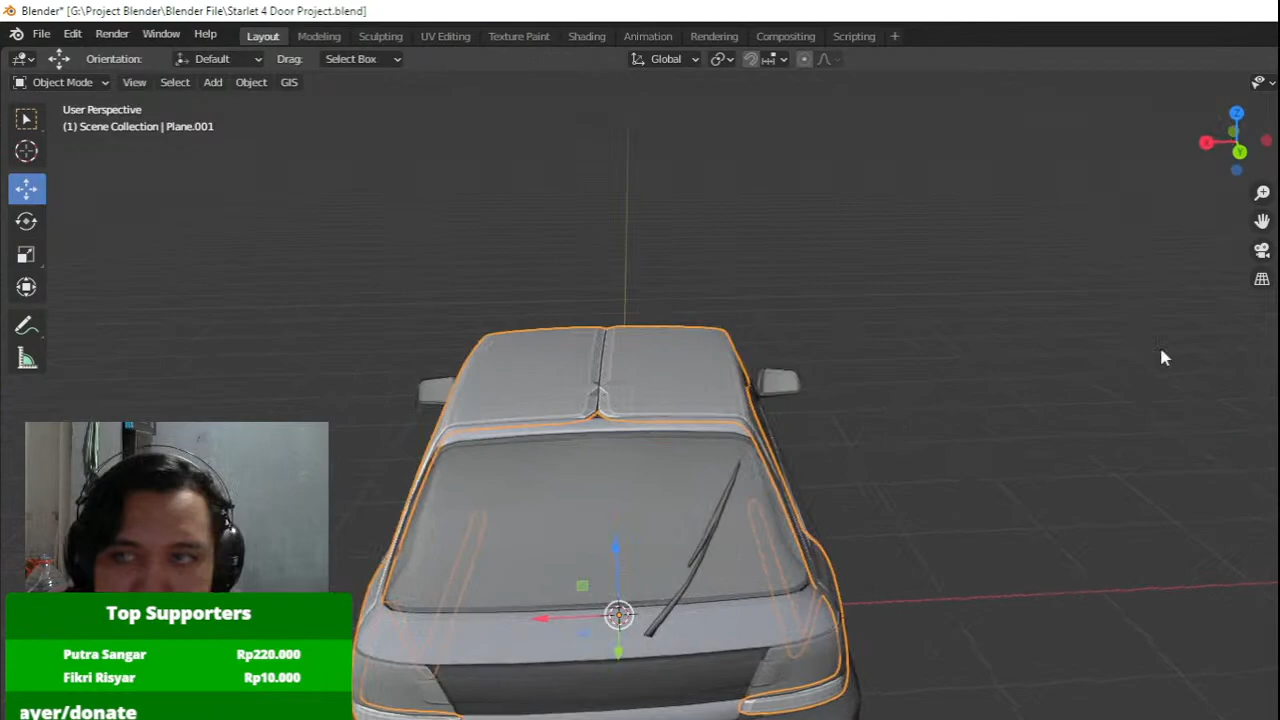 Blender* [G:\Project Blender\Blender File\Starlet 4 Door Project.blend]
File Edit Render Window Help Layout Modeling Sculpting UV Editing Texture Paint Shading Animation Rendering Compositing Scripting +
Orientation: Default Drag: Select Box Global
Object Mode View Select Add Object GIS
User Perspective
(1) Scene Collection | Plane.001
Z
X
Y
Top Supporters
Putra Sangar Rp220.000
Fikri Risyar Rp10.000
ayer/donate